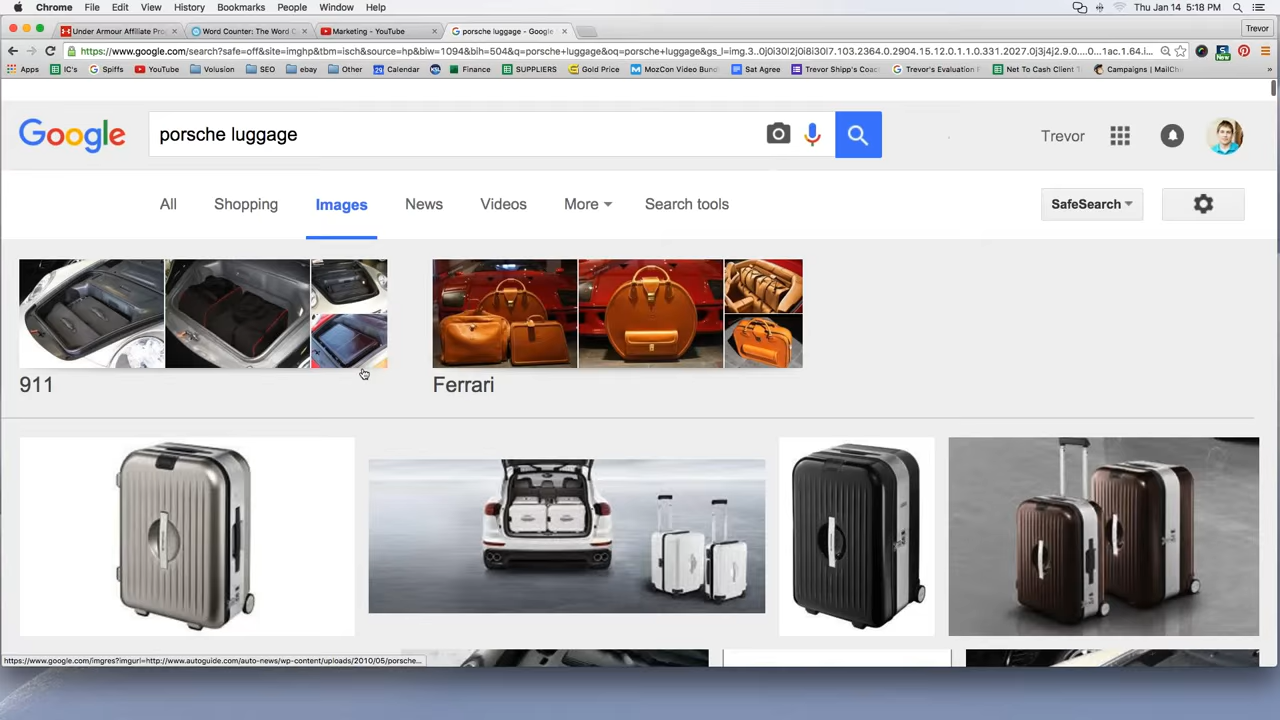 Chrome File Edit View History Bookmarks People Window Help Thu Jan 14 5:18 PM
Under Armour Affiliate Pro Word Counter: The Word C Marketing - YouTube porsche luggage - Google Trevor
https://www.google.com/search?safe=off&site=imghp&tbm=isch&source=hp&biw=1094&bih=504&q=porsche+luggage&oq=porsche+luggage&gs_l=img.3..0j0l2j0i8i30l7.103.2364.0.2904.15.12.0.1.1.0.331.2027.0j3j4j2.9.0....0...1ac.1.64.i...
Apps IC's Spiffs YouTube Volusion SEO ebay Other Calendar Finance SUPPLIERS Gold Price MozCon Video Bund Sat Agree Trevor Shipp's Coac Trevor's Evaluation F Net To Cash Client T Campaigns | MailChi
Google porsche luggage Trevor
All Shopping Images News Videos More Search tools SafeSearch
911 Ferrari
https://www.google.com/imgres?imgurl=http://www.autoguide.com/auto-news/wp-content/uploads/2010/05/porsche...